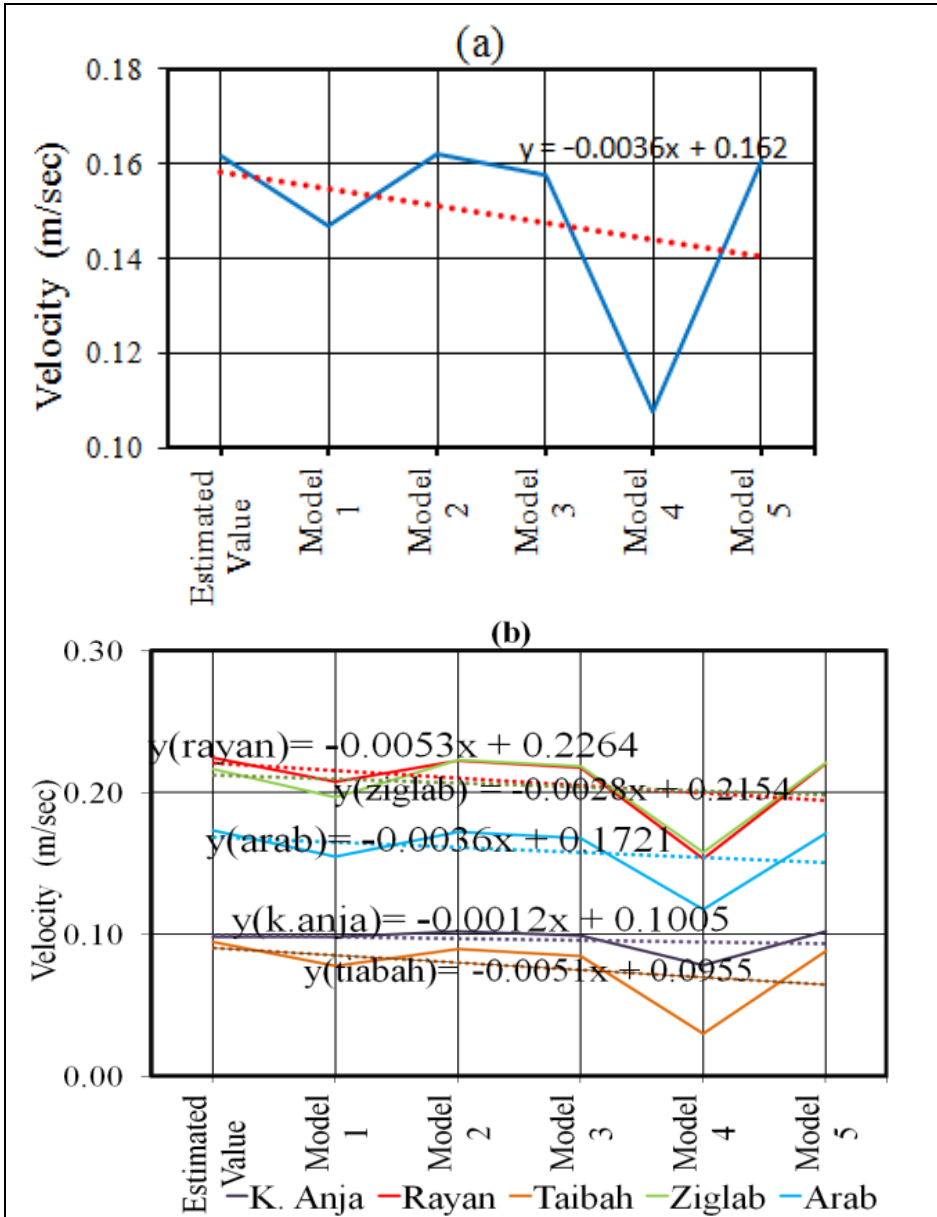 (a)
0.18
0.16
0.14
0.12
0.10
Velocity (m/sec)
y = -0.0036x + 0.162
Estimated Value
Model 1
Model 2
Model 3
Model 4
Model 5
(b)
0.30
0.20
0.10
0.00
Velocity (m/sec)
y(rayan)= -0.0053x + 0.2264
y(ziglab) = -0.0028x + 0.2154
y(arab)= -0.0036x + 0.1721
y(k.anja)= -0.0012x + 0.1005
y(tiabah)= -0.0051x + 0.0955
Estimated Value
Model 1
Model 2
Model 3
Model 4
Model 5
K. Anja Rayan Taibah Ziglab Arab